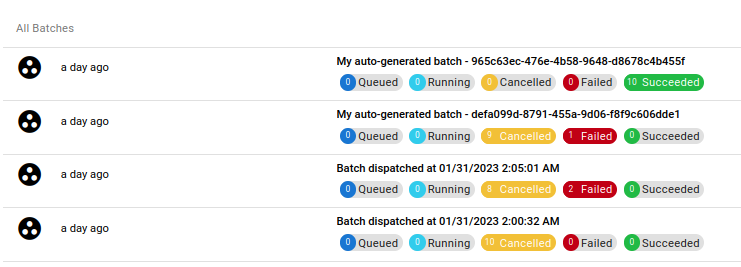 All Batches
a day ago
My auto-generated batch - 965c63ec-476e-4b58-9648-d8678c4b455f
0 Queued 0 Running 0 Cancelled 0 Failed 10 Succeeded
a day ago
My auto-generated batch - defa099d-8791-455a-9d06-f8f9c606dde1
0 Queued 0 Running 9 Cancelled 1 Failed 0 Succeeded
a day ago
Batch dispatched at 01/31/2023 2:05:01 AM
0 Queued 0 Running 8 Cancelled 2 Failed 0 Succeeded
a day ago
Batch dispatched at 01/31/2023 2:00:32 AM
0 Queued 0 Running 10 Cancelled 0 Failed 0 Succeeded